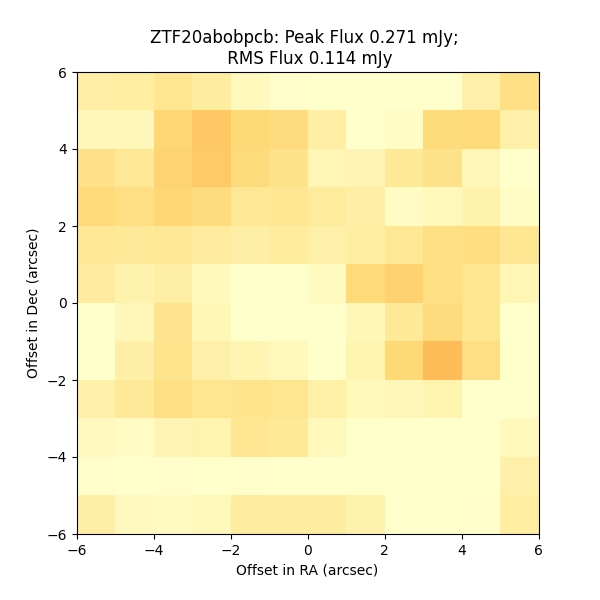 ZTF20abobpcb: Peak Flux 0.271 mJy;
RMS Flux 0.114 mJy
6
4
2
0
−2
−4
−6
Offset in Dec (arcsec)
−6 −4 −2 0 2 4 6
Offset in RA (arcsec)